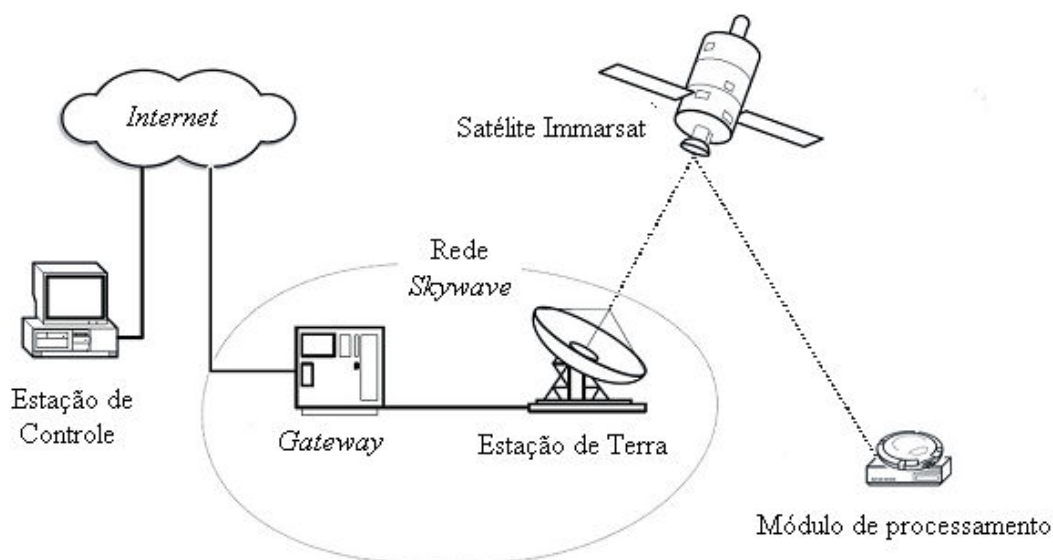 Internet
Satélite Immarsat
Rede
Skywave
Estação de
Controle
Gateway
Estação de Terra
Módulo de processamento